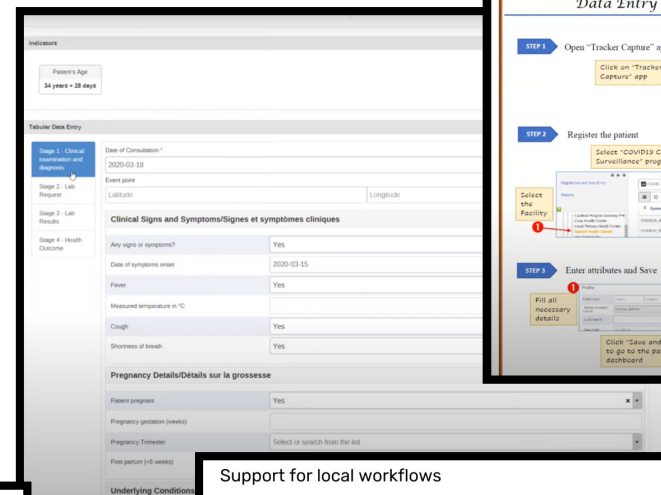 Indicators
Patient's Age
34 years + 28 days
Tabular Data Entry
Stage 1 - Clinical
examination and
diagnosis
Stage 2 - Lab
Request
Stage 3 - Lab
Results
Stage 4 - Health
Outcome
Date of Consultation *
2020-03-18
Event point
Latitude Longitude
Clinical Signs and Symptoms/Signes et symptômes cliniques
Any signs or symptoms? Yes
Date of symptoms onset 2020-03-15
Fever Yes
Measured temperature in °C
Cough Yes
Shortness of breath Yes
Pregnancy Details/Détails sur la grossesse
Patient pregnant Yes
Pregnancy gestation (weeks)
Pregnancy Trimester Select or search from the list
Post partum (<6 weeks)
Underlying Conditions
Support for local workflows
Data Entry
STEP 1 Open "Tracker Capture" a
Click on "Tracker
Capture" app
STEP 2 Register the patient
Select "COVID19 C
Surveillance" prog
Select
the
Facility
1
STEP 3 Enter attributes and Save
1
Profile
Fill all
necessary
details
Click "Save and
to go to the pa
dashboard